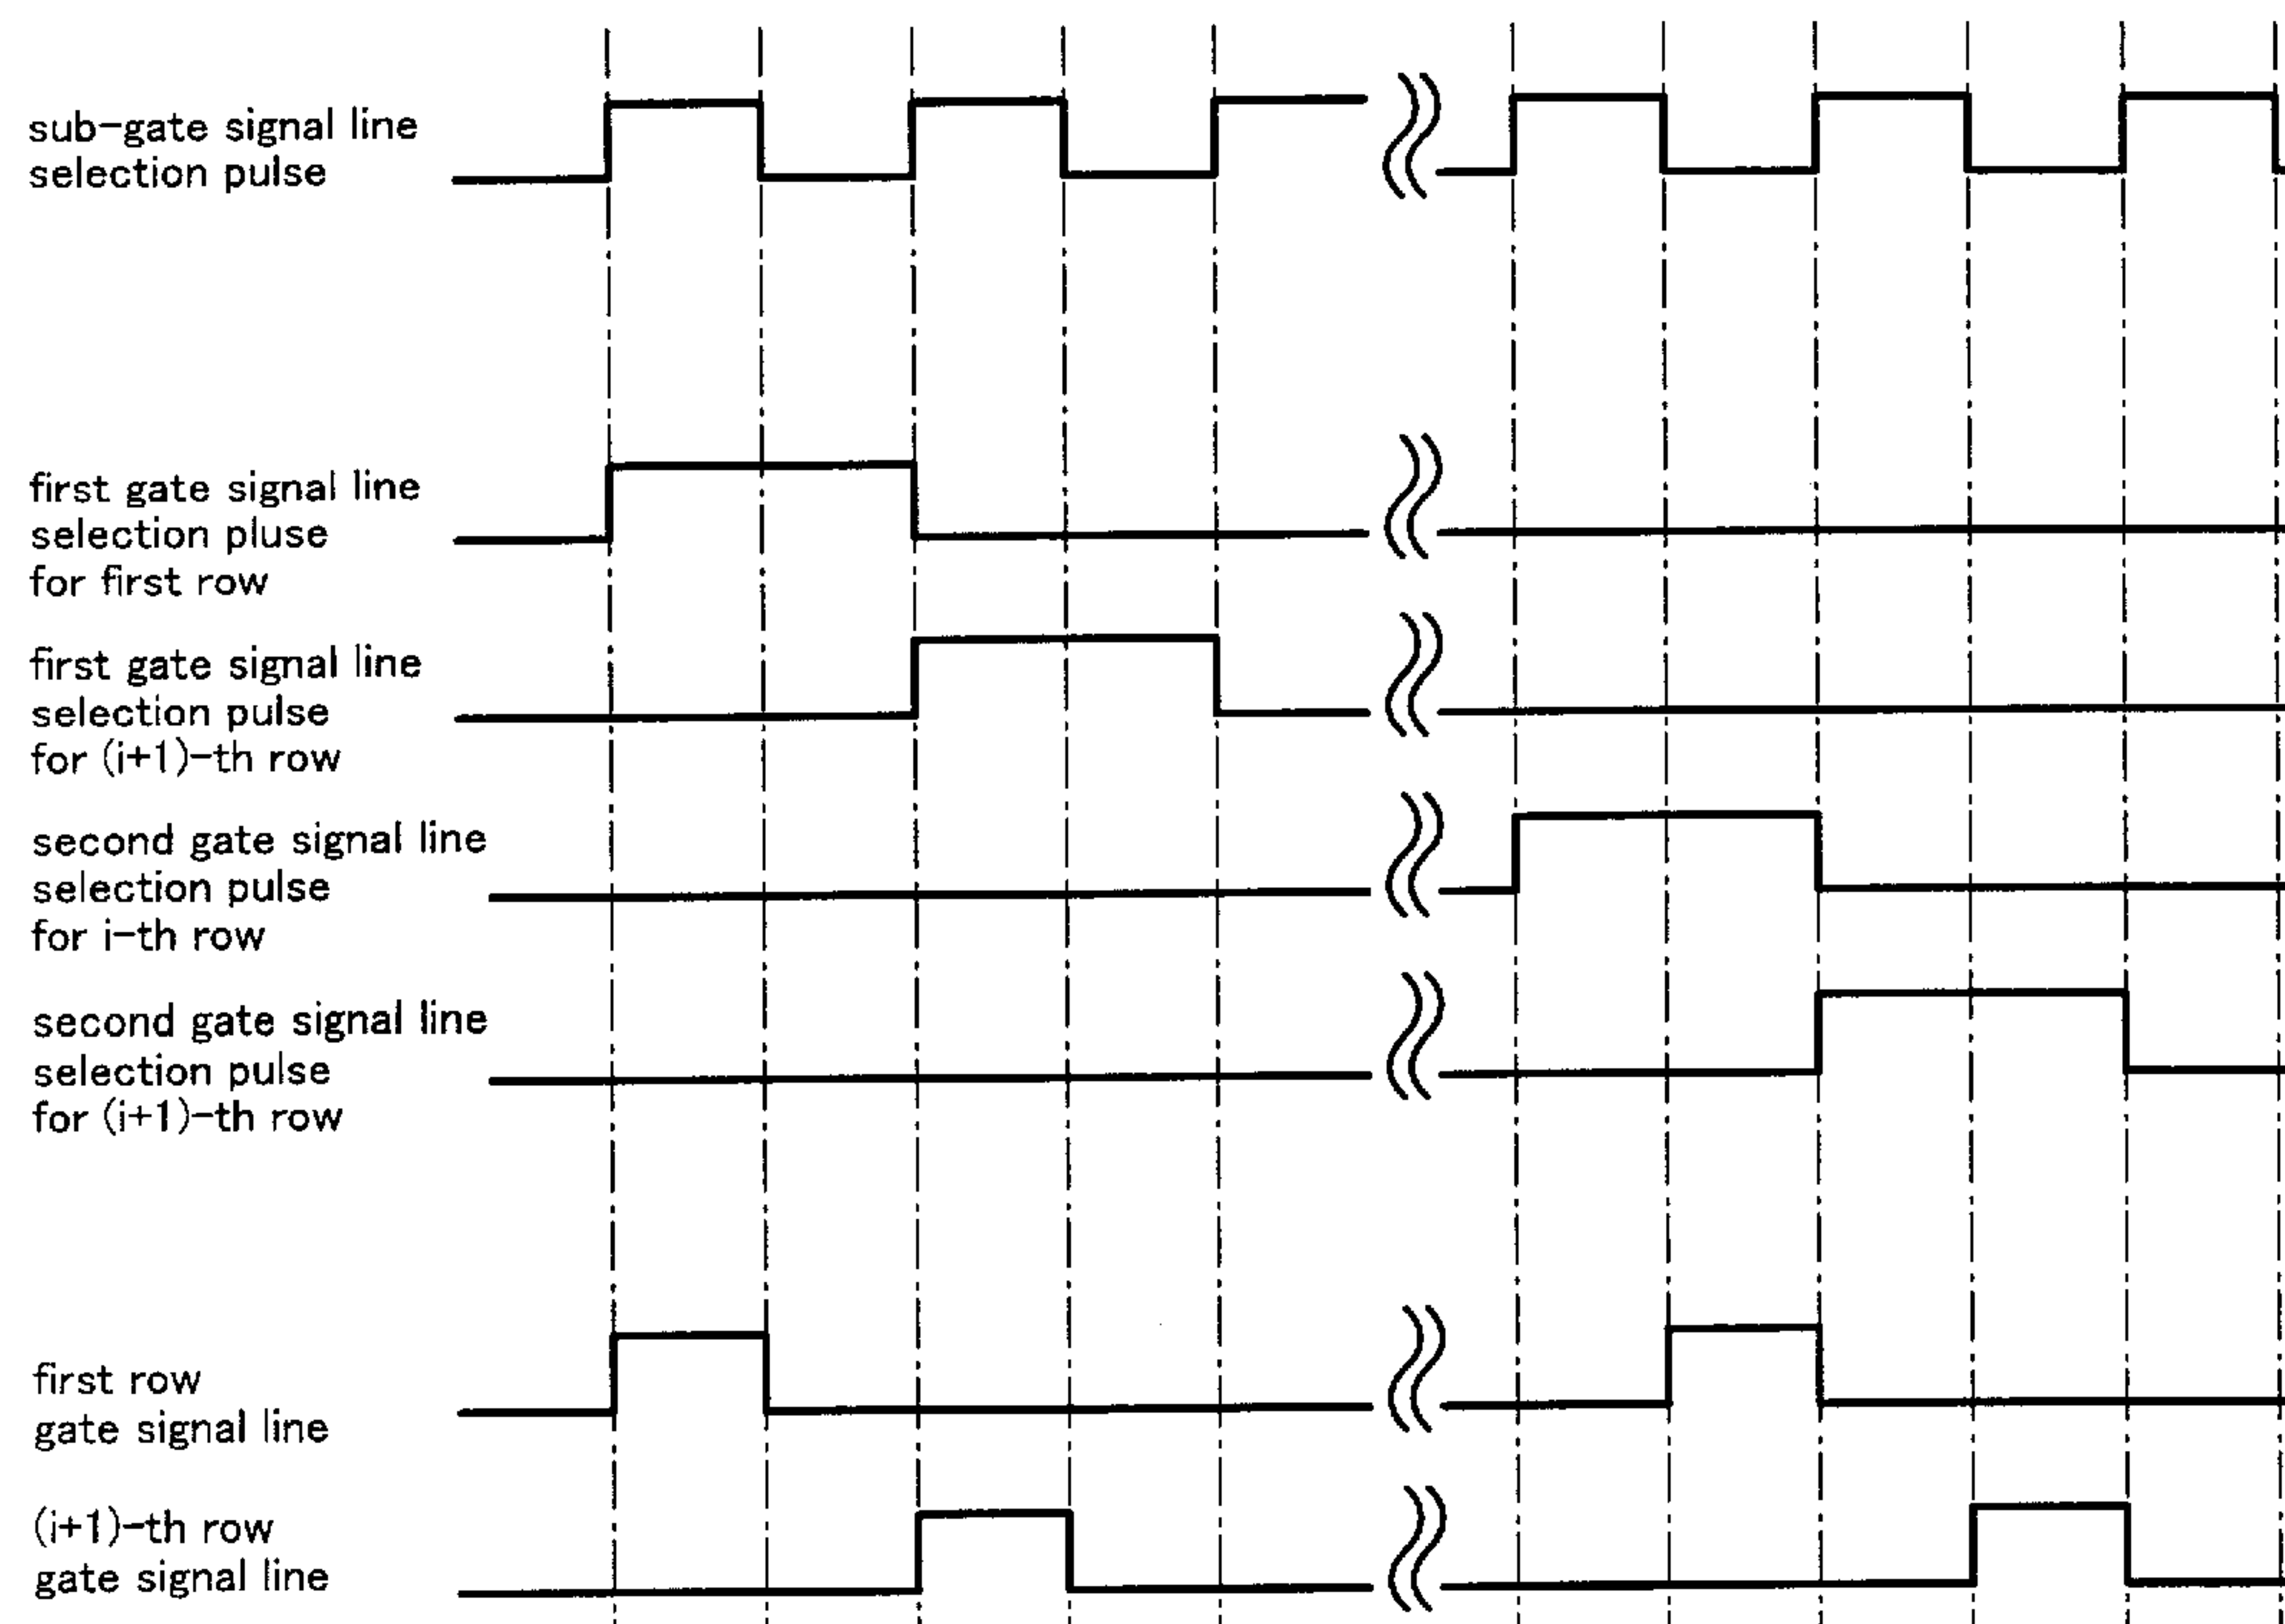 sub-gate signal line
selection pulse
first gate signal line
selection pluse
for first row
first gate signal line
selection pulse
for (i+1)-th row
second gate signal line
selection pulse
for i-th row
second gate signal line
selection pulse
for (i+1)-th row
first row
gate signal line
(i+1)-th row
gate signal line